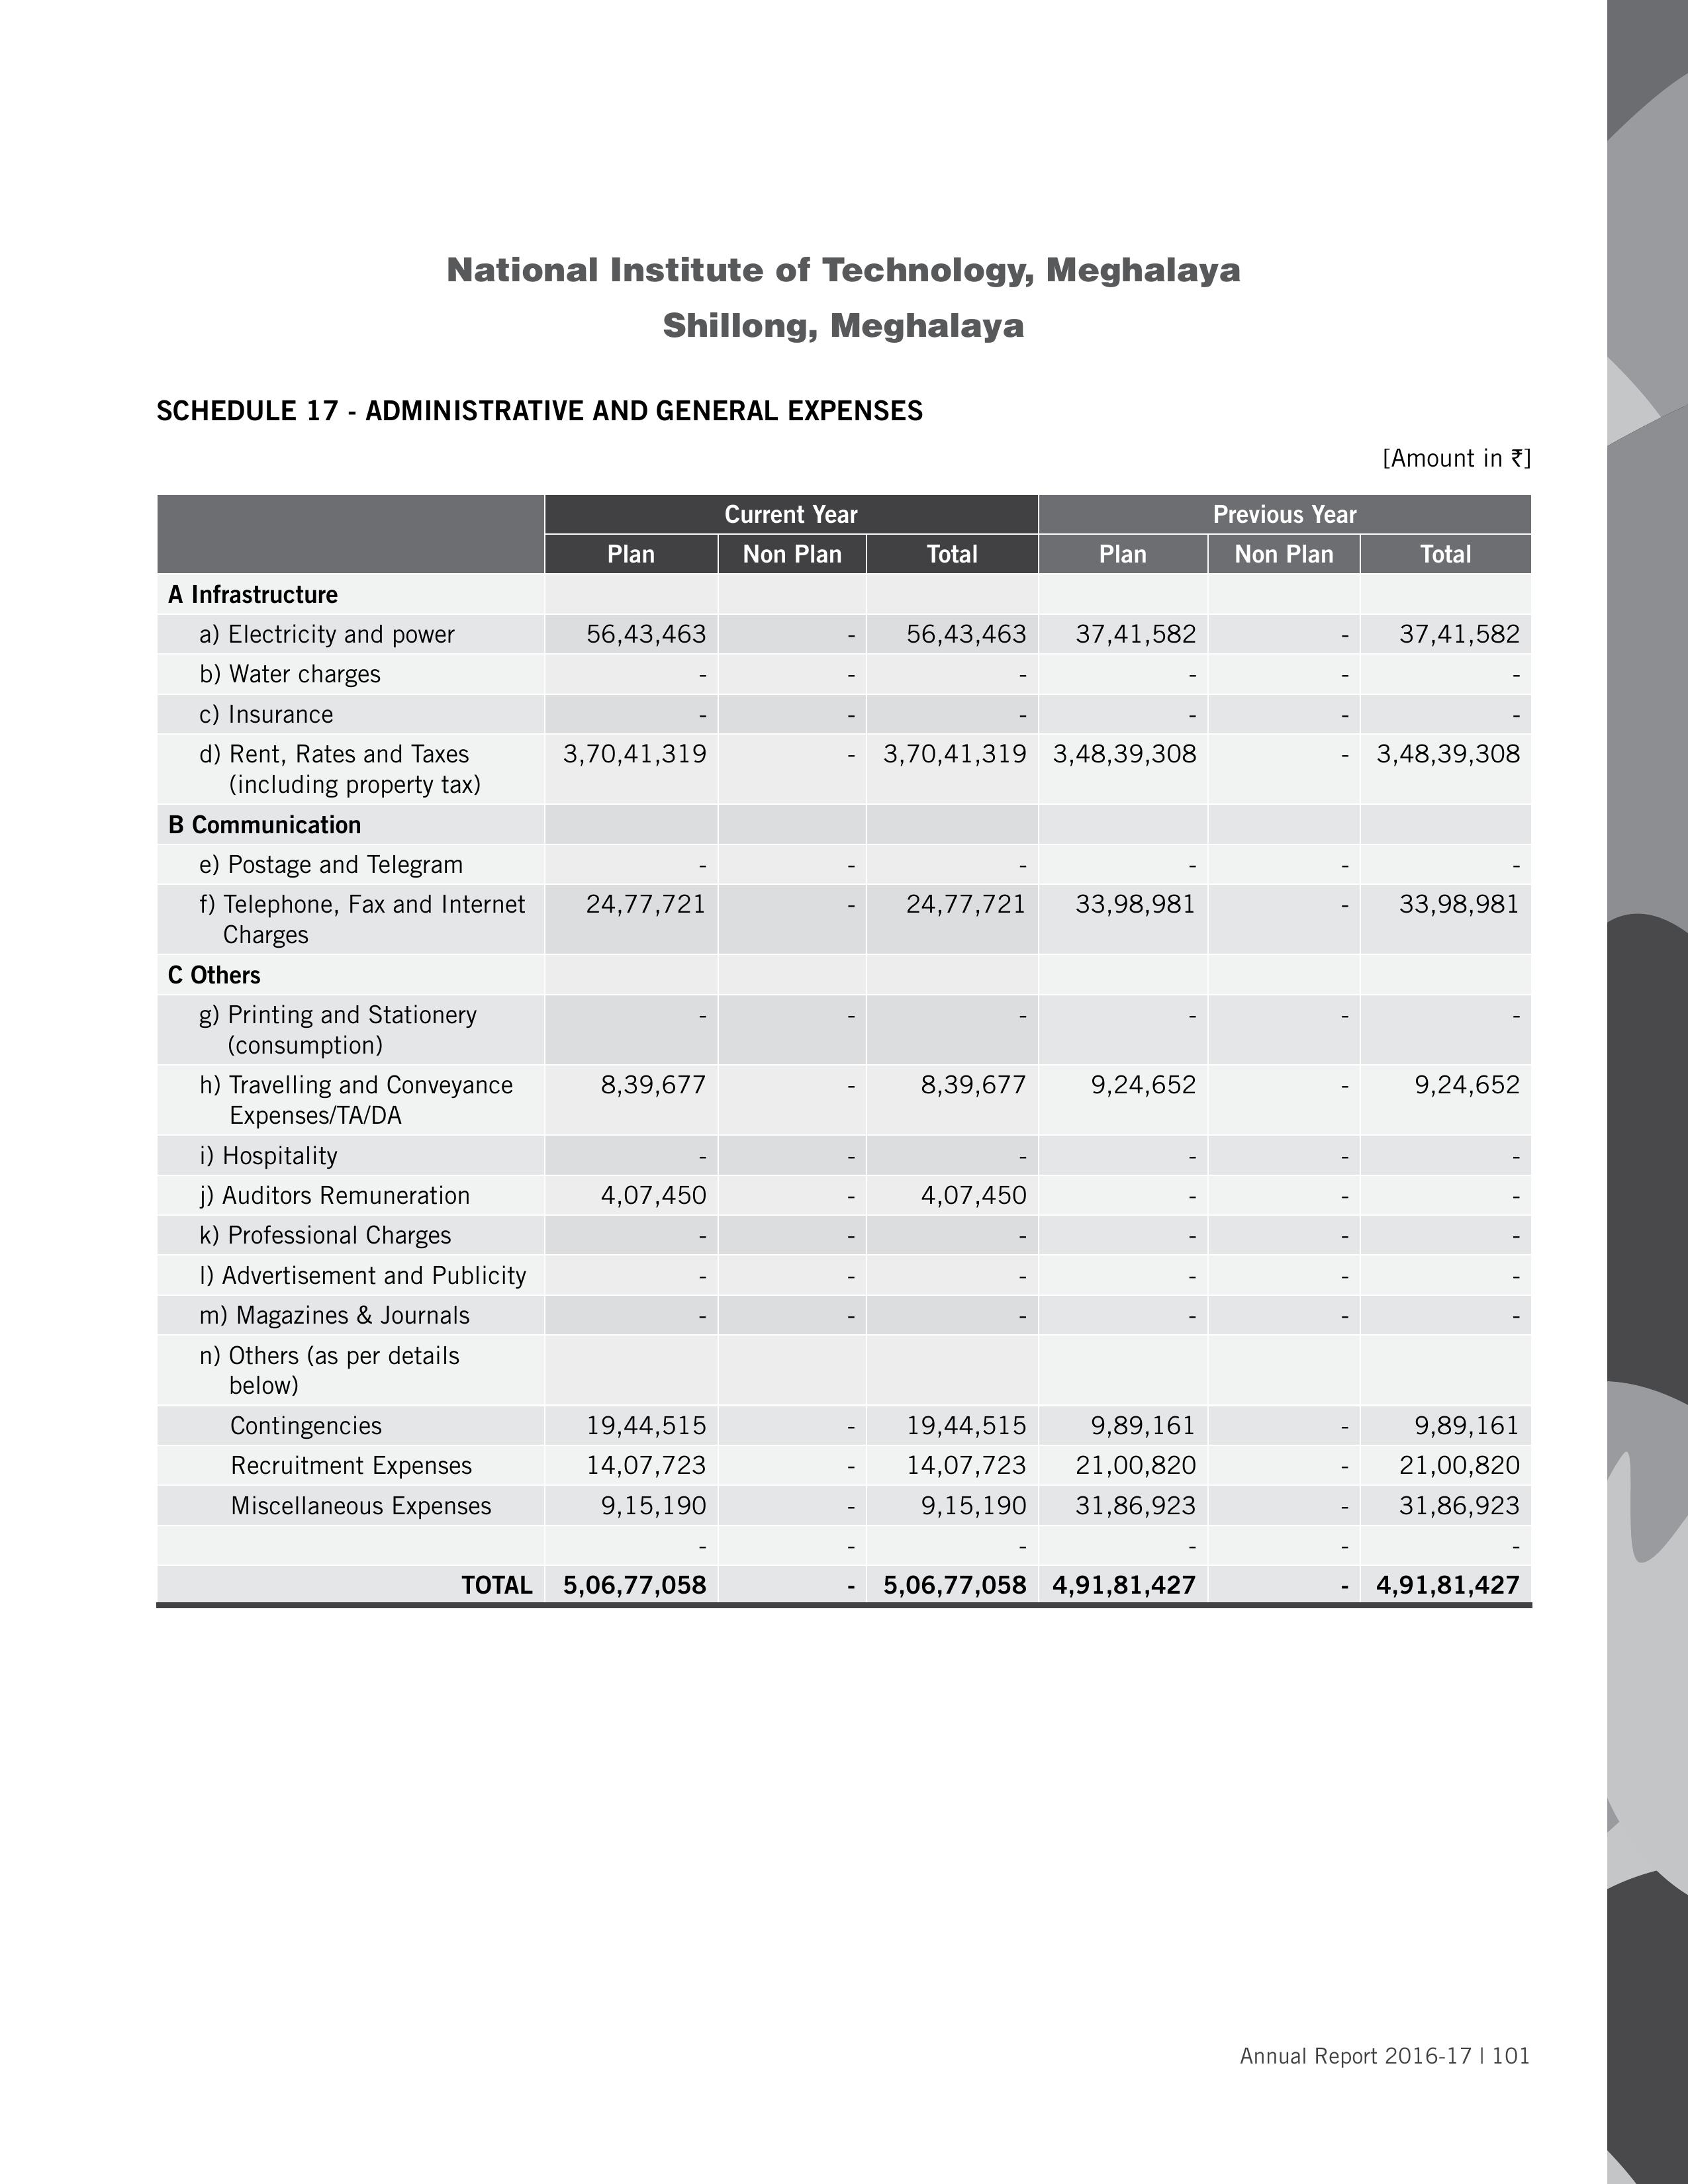 National Institute of Technology, Meghalaya
Shillong, Meghalaya
SCHEDULE 17 - ADMINISTRATIVE AND GENERAL EXPENSES
[Amount in ₹]
Current Year Previous Year
Plan Non Plan Total Plan Non Plan Total
A Infrastructure
a) Electricity and power 56,43,463 - 56,43,463 37,41,582 - 37,41,582
b) Water charges - - - - - -
c) Insurance - - - - - -
d) Rent, Rates and Taxes 3,70,41,319 - 3,70,41,319 3,48,39,308 - 3,48,39,308
(including property tax)
B Communication
e) Postage and Telegram - - - - - -
f) Telephone, Fax and Internet 24,77,721 - 24,77,721 33,98,981 - 33,98,981
Charges
C Others
g) Printing and Stationery - - - - - -
(consumption)
h) Travelling and Conveyance 8,39,677 - 8,39,677 9,24,652 - 9,24,652
Expenses/TA/DA
i) Hospitality - - - - - -
j) Auditors Remuneration 4,07,450 - 4,07,450 - - -
k) Professional Charges - - - - - -
l) Advertisement and Publicity - - - - - -
m) Magazines & Journals - - - - - -
n) Others (as per details
below)
Contingencies 19,44,515 - 19,44,515 9,89,161 - 9,89,161
Recruitment Expenses 14,07,723 - 14,07,723 21,00,820 - 21,00,820
Miscellaneous Expenses 9,15,190 - 9,15,190 31,86,923 - 31,86,923
- - - - - -
TOTAL 5,06,77,058 - 5,06,77,058 4,91,81,427 - 4,91,81,427
Annual Report 2016-17 | 101